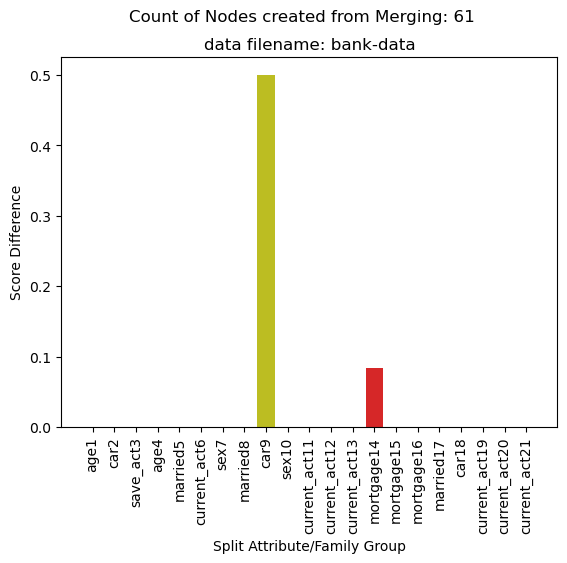 Count of Nodes created from Merging: 61
data filename: bank-data
Score Difference
0.5
0.4
0.3
0.2
0.1
0.0
age1
car2
save_act3
age4
married5
current_act6
sex7
married8
car9
sex10
current_act11
current_act12
current_act13
mortgage14
mortgage15
mortgage16
married17
car18
current_act19
current_act20
current_act21
Split Attribute/Family Group